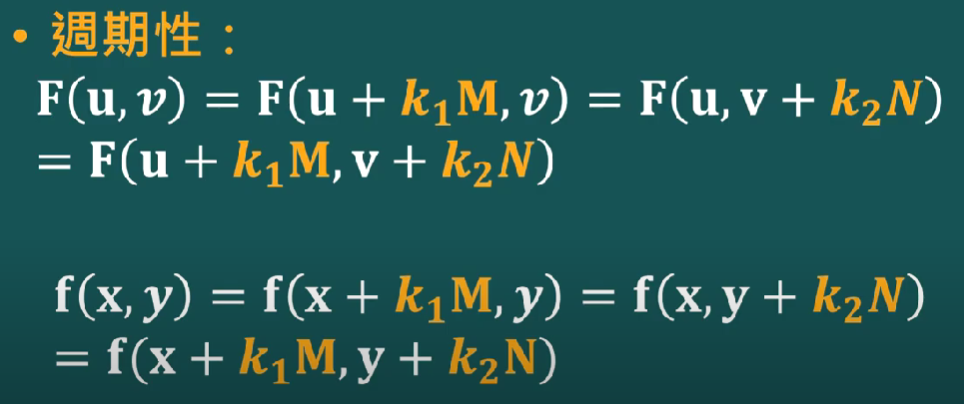 • 週期性：
F(u, v) = F(u + k₁M, v) = F(u, v + k₂N)
= F(u + k₁M, v + k₂N)
f(x, y) = f(x + k₁M, y) = f(x, y + k₂N)
= f(x + k₁M, y + k₂N)